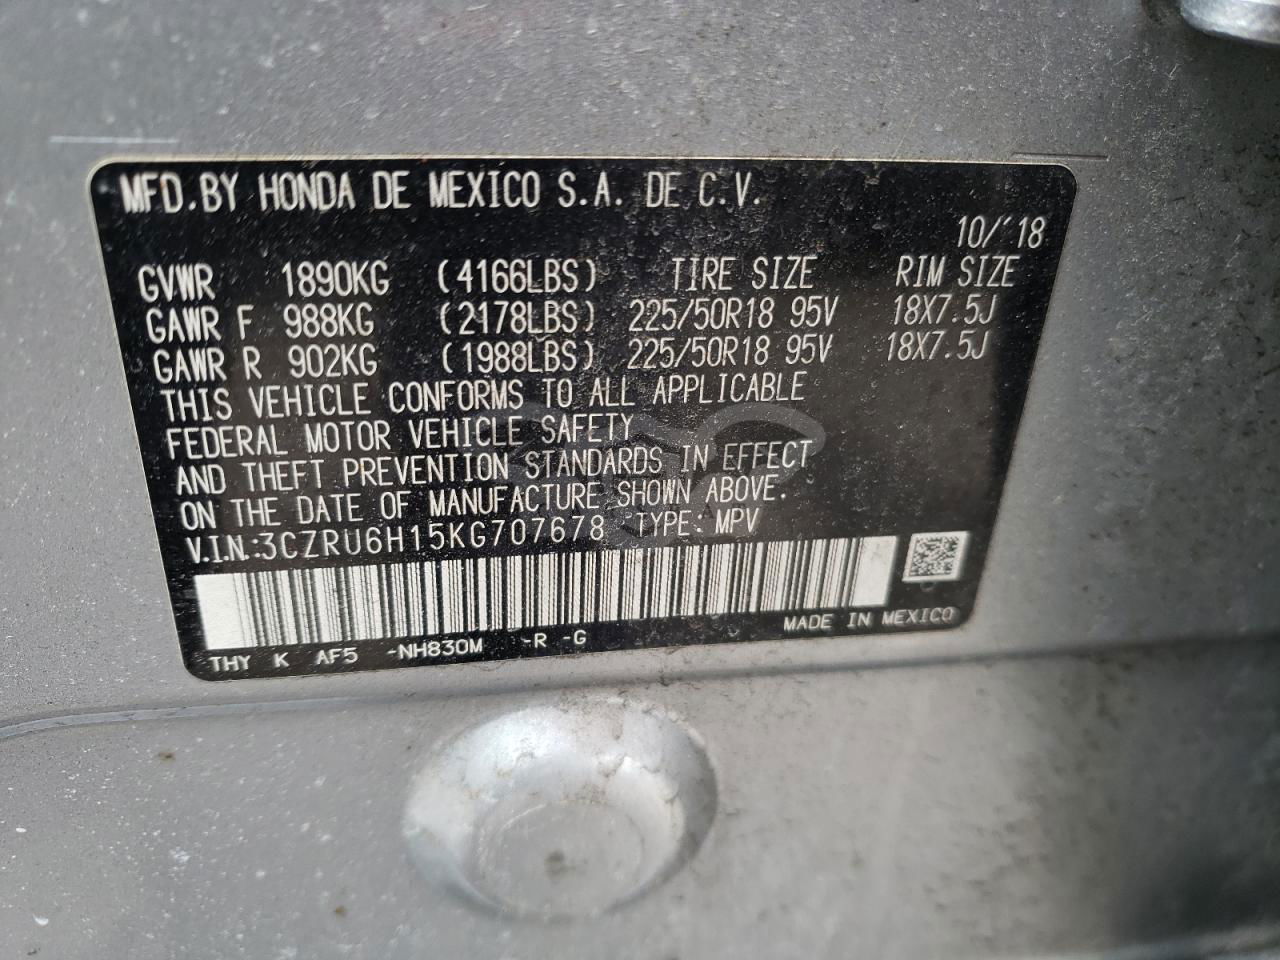 MFD. BY HONDA DE MEXICO S.A. DE C.V.
10/'18
GVWR 1890KG (4166LBS) TIRE SIZE RIM SIZE
GAWR F 988KG (2178LBS) 225/50R18 95V 18X7.5J
GAWR R 902KG (1988LBS) 225/50R18 95V 18X7.5J
THIS VEHICLE CONFORMS TO ALL APPLICABLE
FEDERAL MOTOR VEHICLE SAFETY
AND THEFT PREVENTION STANDARDS IN EFFECT
ON THE DATE OF MANUFACTURE SHOWN ABOVE.
V.I.N.:3CZRU6H15KG707678 TYPE: MPV
MADE IN MEXICO
THY K AF5 -NH830M -R -G